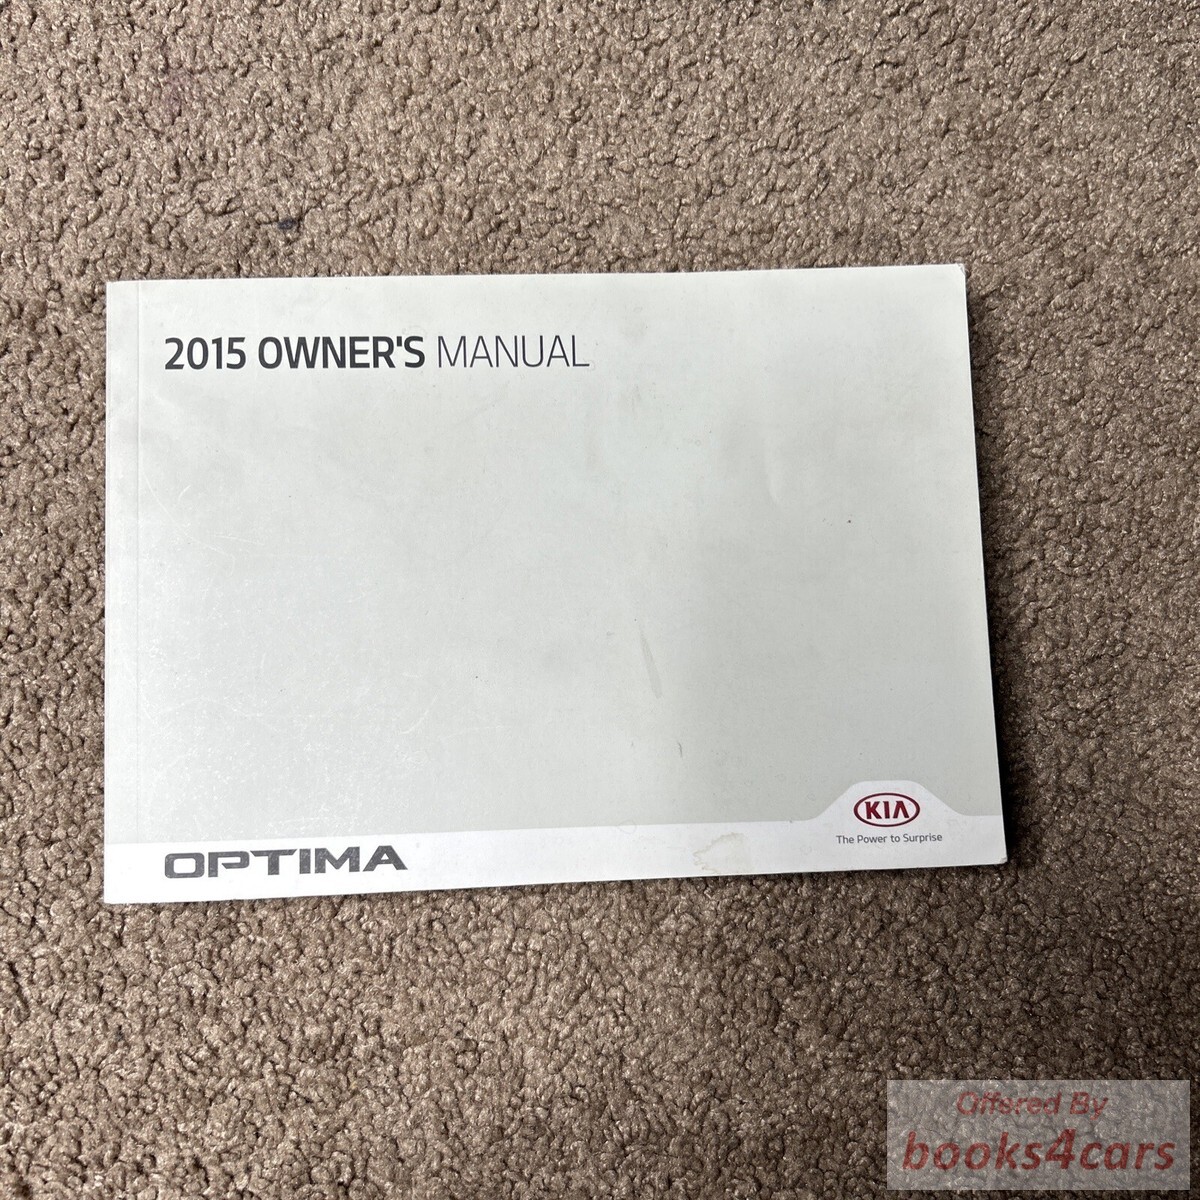 2015 OWNER'S MANUAL
KIA
The Power to Surprise
OPTIMA
Offered By
books4cars